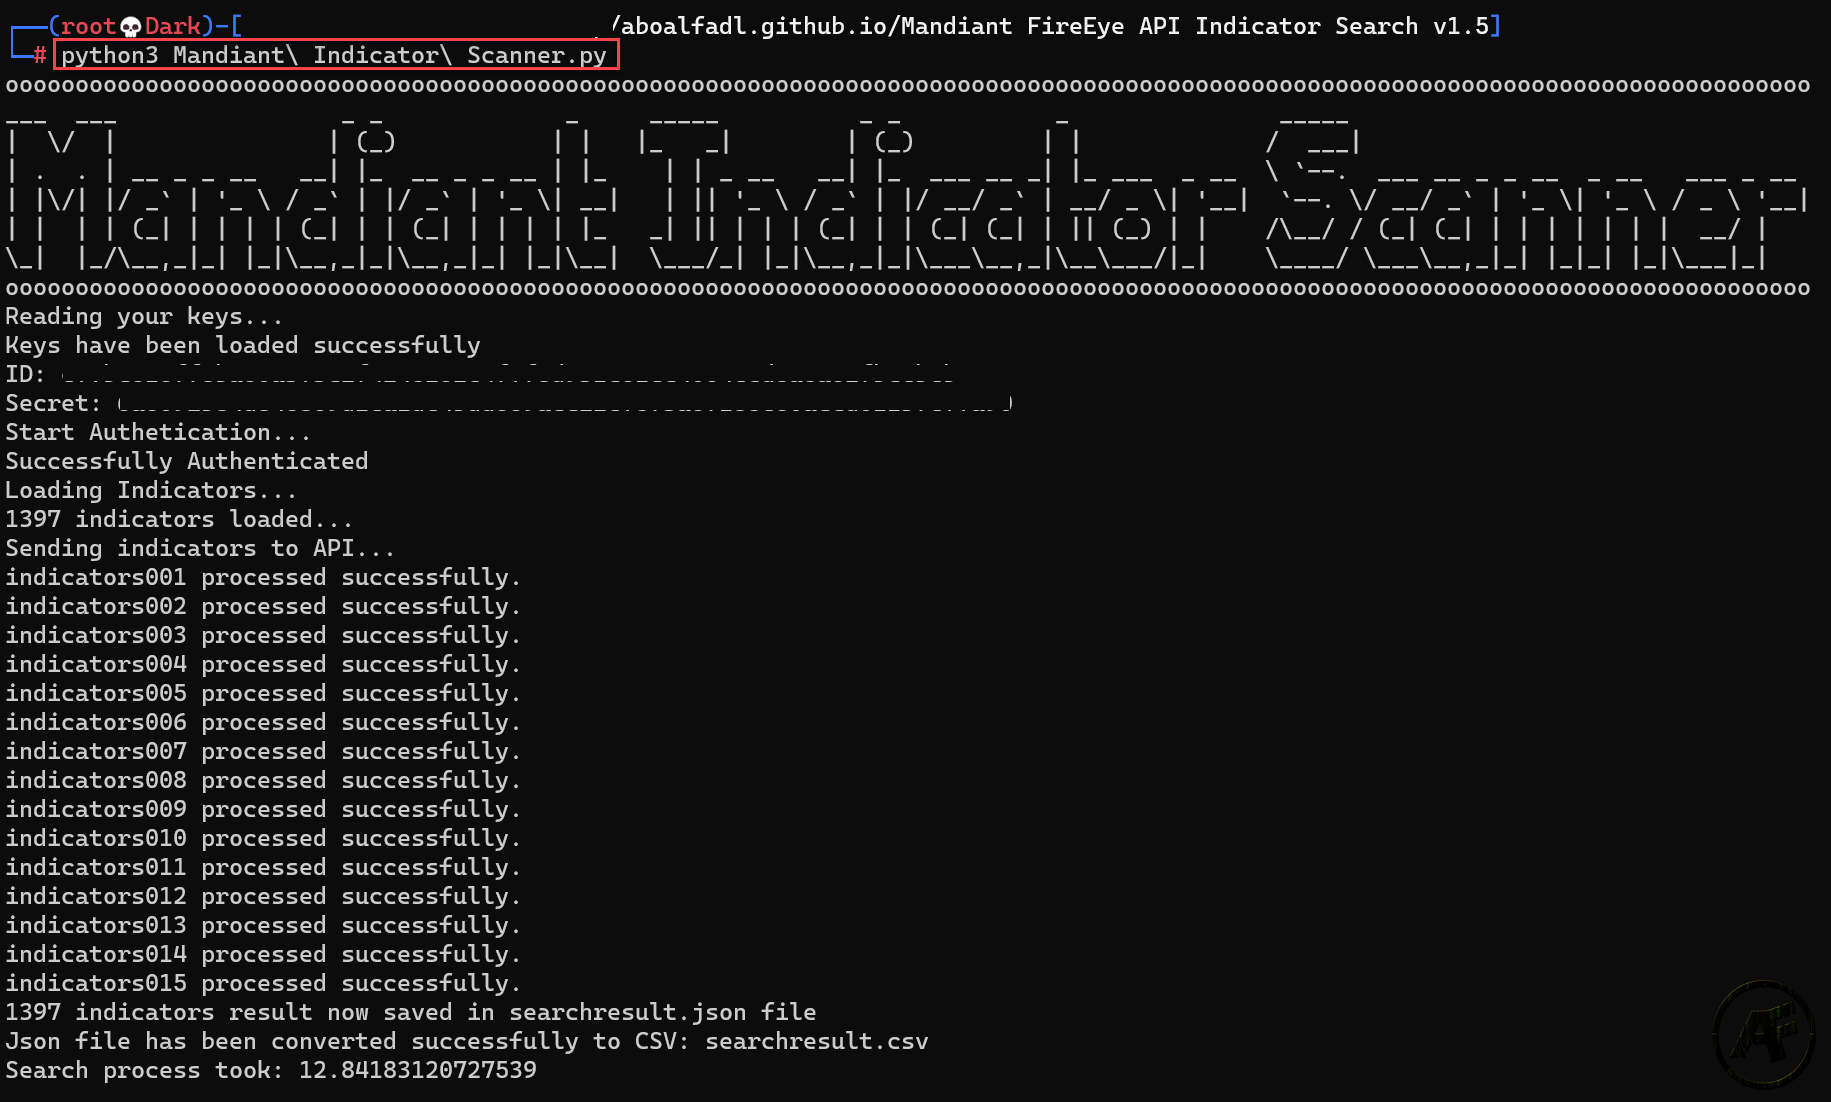 (root💀Dark)-[ /aboalfadl.github.io/Mandiant FireEye API Indicator Search v1.5]
# python3 Mandiant\ Indicator\ Scanner.py
ooooooooooooooooooooooooooooooooooooooooooooooooooooooooooooooooooooooooooooooooooooooooooooooooooooooooooooooooooooooooooooooooo
Mandiant Indicator Scanner
ooooooooooooooooooooooooooooooooooooooooooooooooooooooooooooooooooooooooooooooooooooooooooooooooooooooooooooooooooooooooooooooooo
Reading your keys...
Keys have been loaded successfully
ID:
Secret:
Start Authetication...
Successfully Authenticated
Loading Indicators...
1397 indicators loaded...
Sending indicators to API...
indicators001 processed successfully.
indicators002 processed successfully.
indicators003 processed successfully.
indicators004 processed successfully.
indicators005 processed successfully.
indicators006 processed successfully.
indicators007 processed successfully.
indicators008 processed successfully.
indicators009 processed successfully.
indicators010 processed successfully.
indicators011 processed successfully.
indicators012 processed successfully.
indicators013 processed successfully.
indicators014 processed successfully.
indicators015 processed successfully.
1397 indicators result now saved in searchresult.json file
Json file has been converted successfully to CSV: searchresult.csv
Search process took: 12.84183120727539
AF